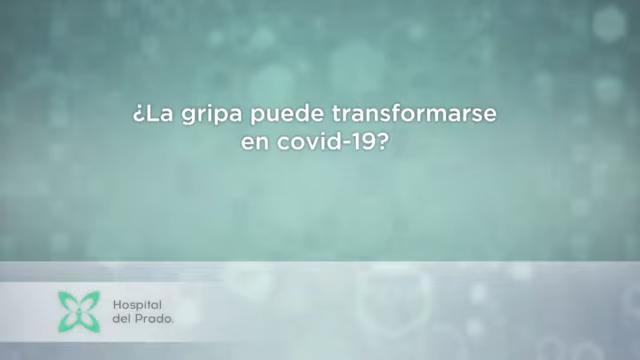 ¿La gripa puede transformarse
en covid-19?
Hospital
del Prado.